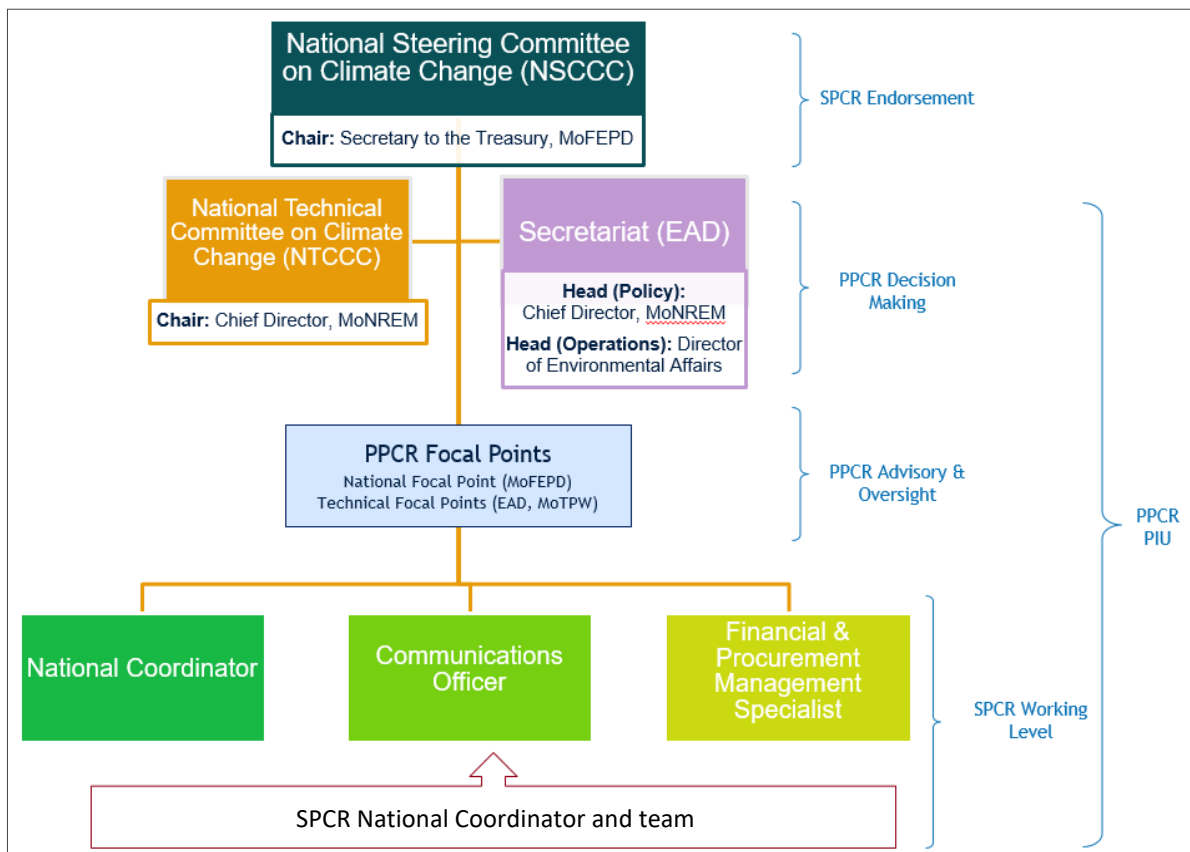 National Steering Committee
on Climate Change (NSCCC)
Chair: Secretary to the Treasury, MoFEPD
SPCR Endorsement
National Technical
Committee on Climate
Change (NTCCC)
Chair: Chief Director, MoNREM
Secretariat (EAD)
Head (Policy):
Chief Director, MoNREM
Head (Operations): Director
of Environmental Affairs
PPCR Decision
Making
PPCR Focal Points
National Focal Point (MoFEPD)
Technical Focal Points (EAD, MoTPW)
PPCR Advisory &
Oversight
PPCR
PIU
National Coordinator
Communications
Officer
Financial &
Procurement
Management
Specialist
SPCR Working
Level
SPCR National Coordinator and team